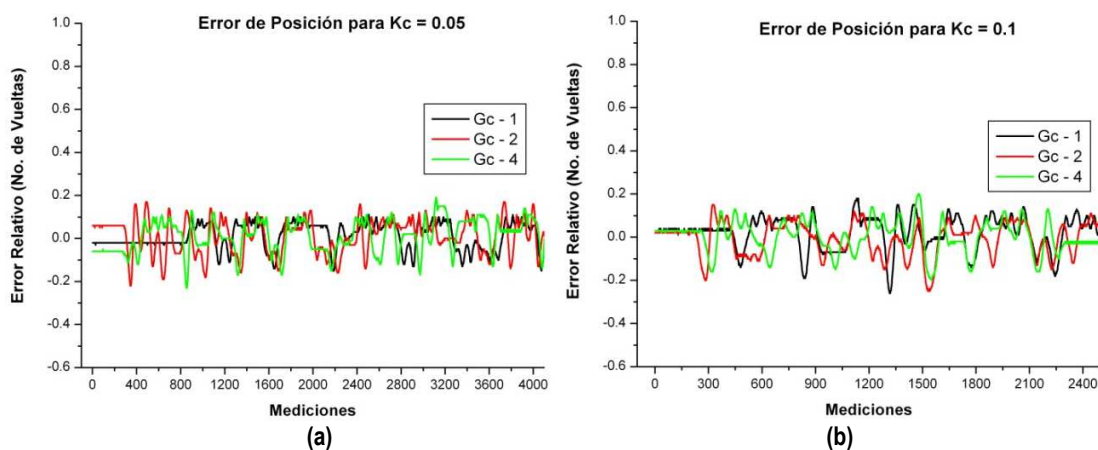 Error de Posición para Kc = 0.05
Error Relativo (No. de Vueltas)
1.0
0.8
0.6
0.4
0.2
0.0
-0.2
-0.4
-0.6
Gc - 1
Gc - 2
Gc - 4
0 400 800 1200 1600 2000 2400 2800 3200 3600 4000
Mediciones
(a)
Error de Posición para Kc = 0.1
Error Relativo (No. de Vueltas)
1.0
0.8
0.6
0.4
0.2
0.0
-0.2
-0.4
-0.6
Gc - 1
Gc - 2
Gc - 4
0 300 600 900 1200 1500 1800 2100 2400
Mediciones
(b)